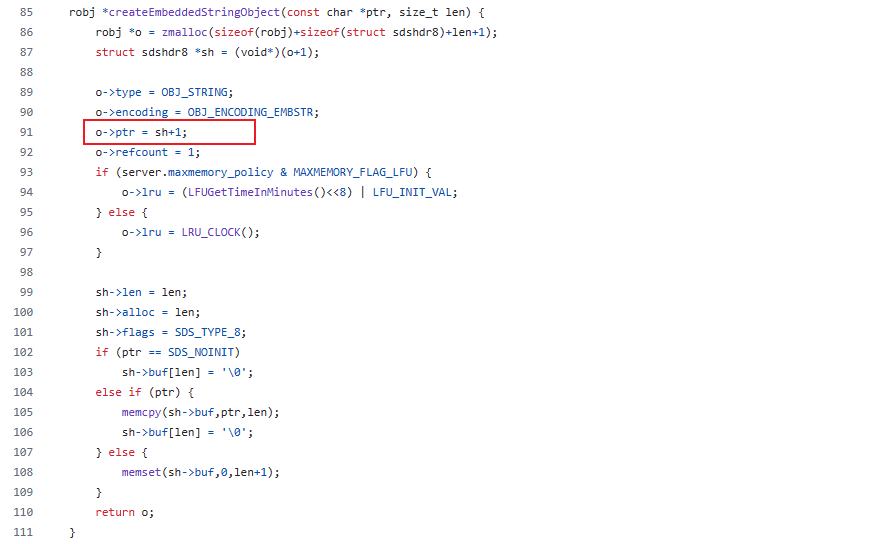 85 robj *createEmbeddedStringObject(const char *ptr, size_t len) {
86     robj *o = zmalloc(sizeof(robj)+sizeof(struct sdshdr8)+len+1);
87     struct sdshdr8 *sh = (void*)(o+1);
88
89     o->type = OBJ_STRING;
90     o->encoding = OBJ_ENCODING_EMBSTR;
91     o->ptr = sh+1;
92     o->refcount = 1;
93     if (server.maxmemory_policy & MAXMEMORY_FLAG_LFU) {
94         o->lru = (LFUGetTimeInMinutes()<<8) | LFU_INIT_VAL;
95     } else {
96         o->lru = LRU_CLOCK();
97     }
98
99     sh->len = len;
100     sh->alloc = len;
101     sh->flags = SDS_TYPE_8;
102     if (ptr == SDS_NOINIT)
103         sh->buf[len] = '\0';
104     else if (ptr) {
105         memcpy(sh->buf,ptr,len);
106         sh->buf[len] = '\0';
107     } else {
108         memset(sh->buf,0,len+1);
109     }
110     return o;
111 }